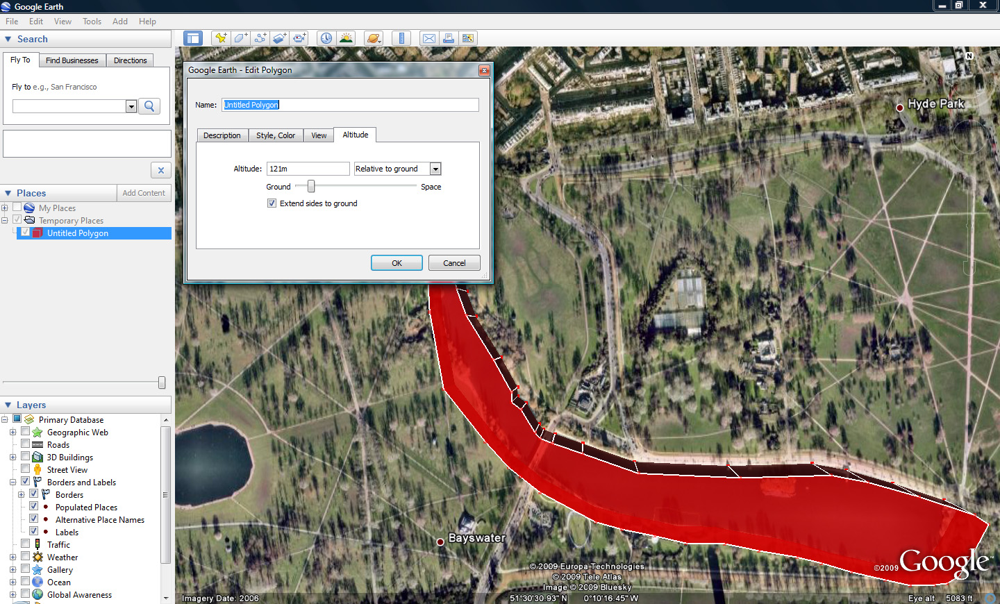 Google Earth
File Edit View Tools Add Help
Search
Fly To Find Businesses Directions
Fly to e.g., San Francisco
Places Add Content
My Places
Temporary Places
Untitled Polygon
Layers
Primary Database
Geographic Web
Roads
3D Buildings
Street View
Borders and Labels
Borders
Populated Places
Alternative Place Names
Labels
Traffic
Weather
Gallery
Ocean
Global Awareness
Google Earth - Edit Polygon
Name: Untitled Polygon
Description Style, Color View Altitude
Altitude: 121m Relative to ground
Ground Space
Extend sides to ground
OK Cancel
N
Hyde Park
Bayswater
© 2009 Europa Technologies
© 2009 Tele Atlas
Image © 2009 Bluesky
©2009 Google™
Imagery Date: 2006 51°30'30.93" N 0°10'16.45" W Eye alt 5083 ft